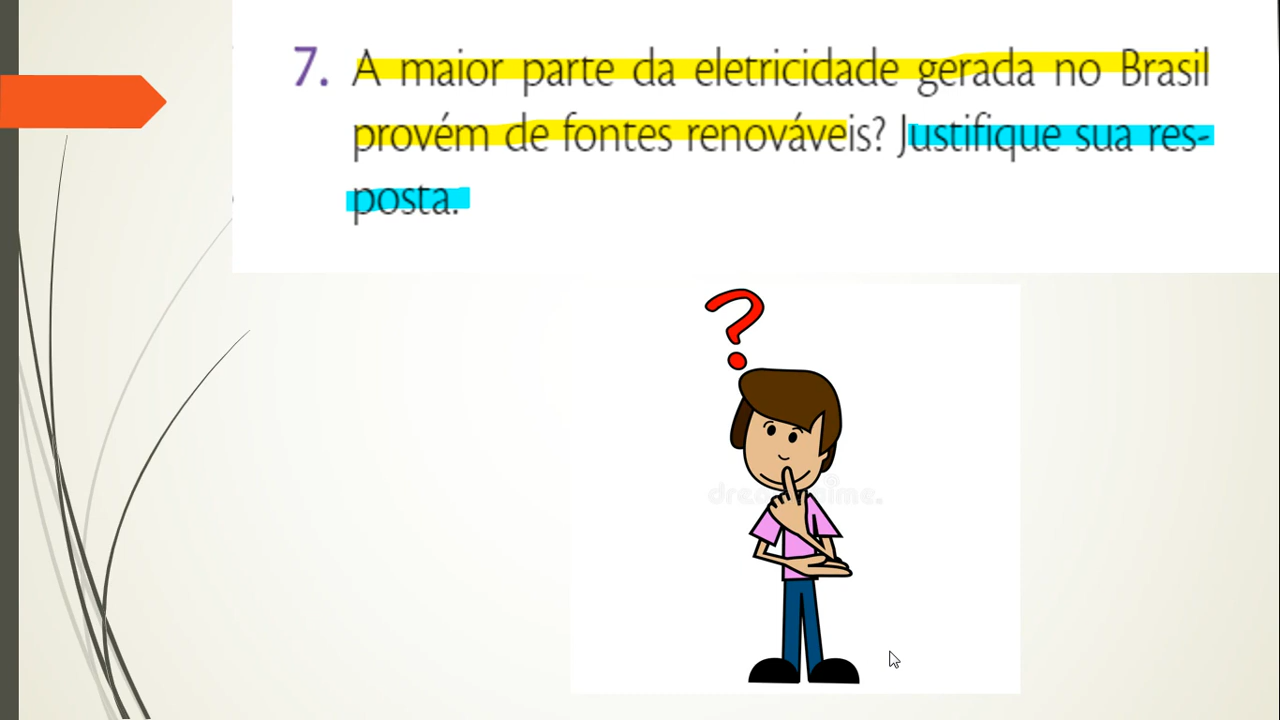 7. A maior parte da eletricidade gerada no Brasil
provém de fontes renováveis? Justifique sua res-
posta.
?